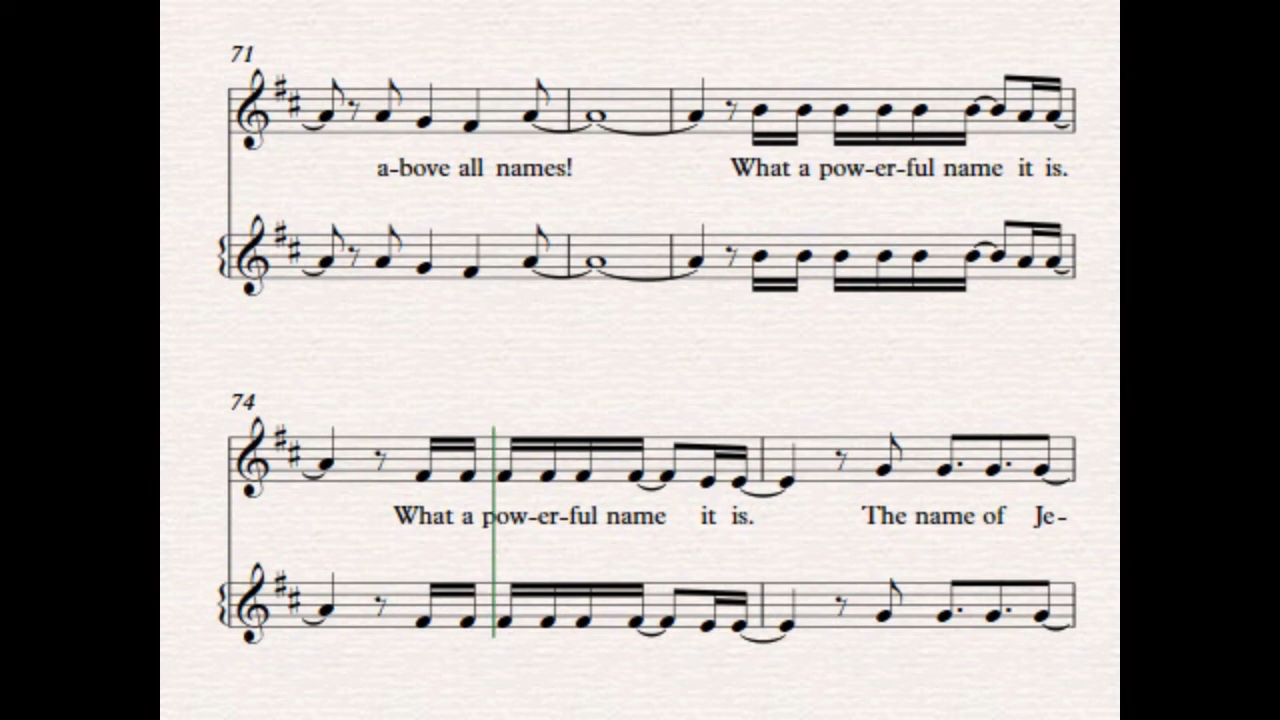 71
a-bove all names! What a pow-er-ful name it is.
74
What a pow-er-ful name it is. The name of Je-